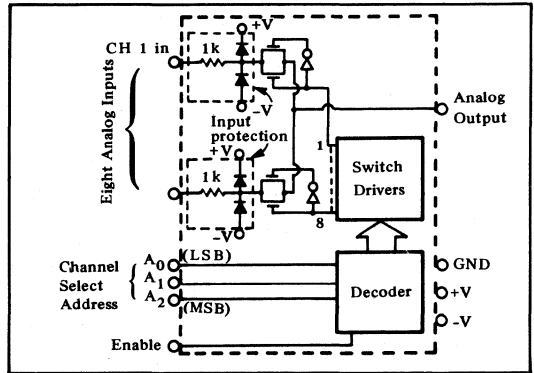 +V
CH 1 in
1k
Eight Analog Inputs
−V
Analog
Output
Input
protection
+V
1
1k
Switch
Drivers
8
−V
Channel
Select
Address
A0
(LSB)
A1
A2
(MSB)
Decoder
GND
+V
−V
Enable